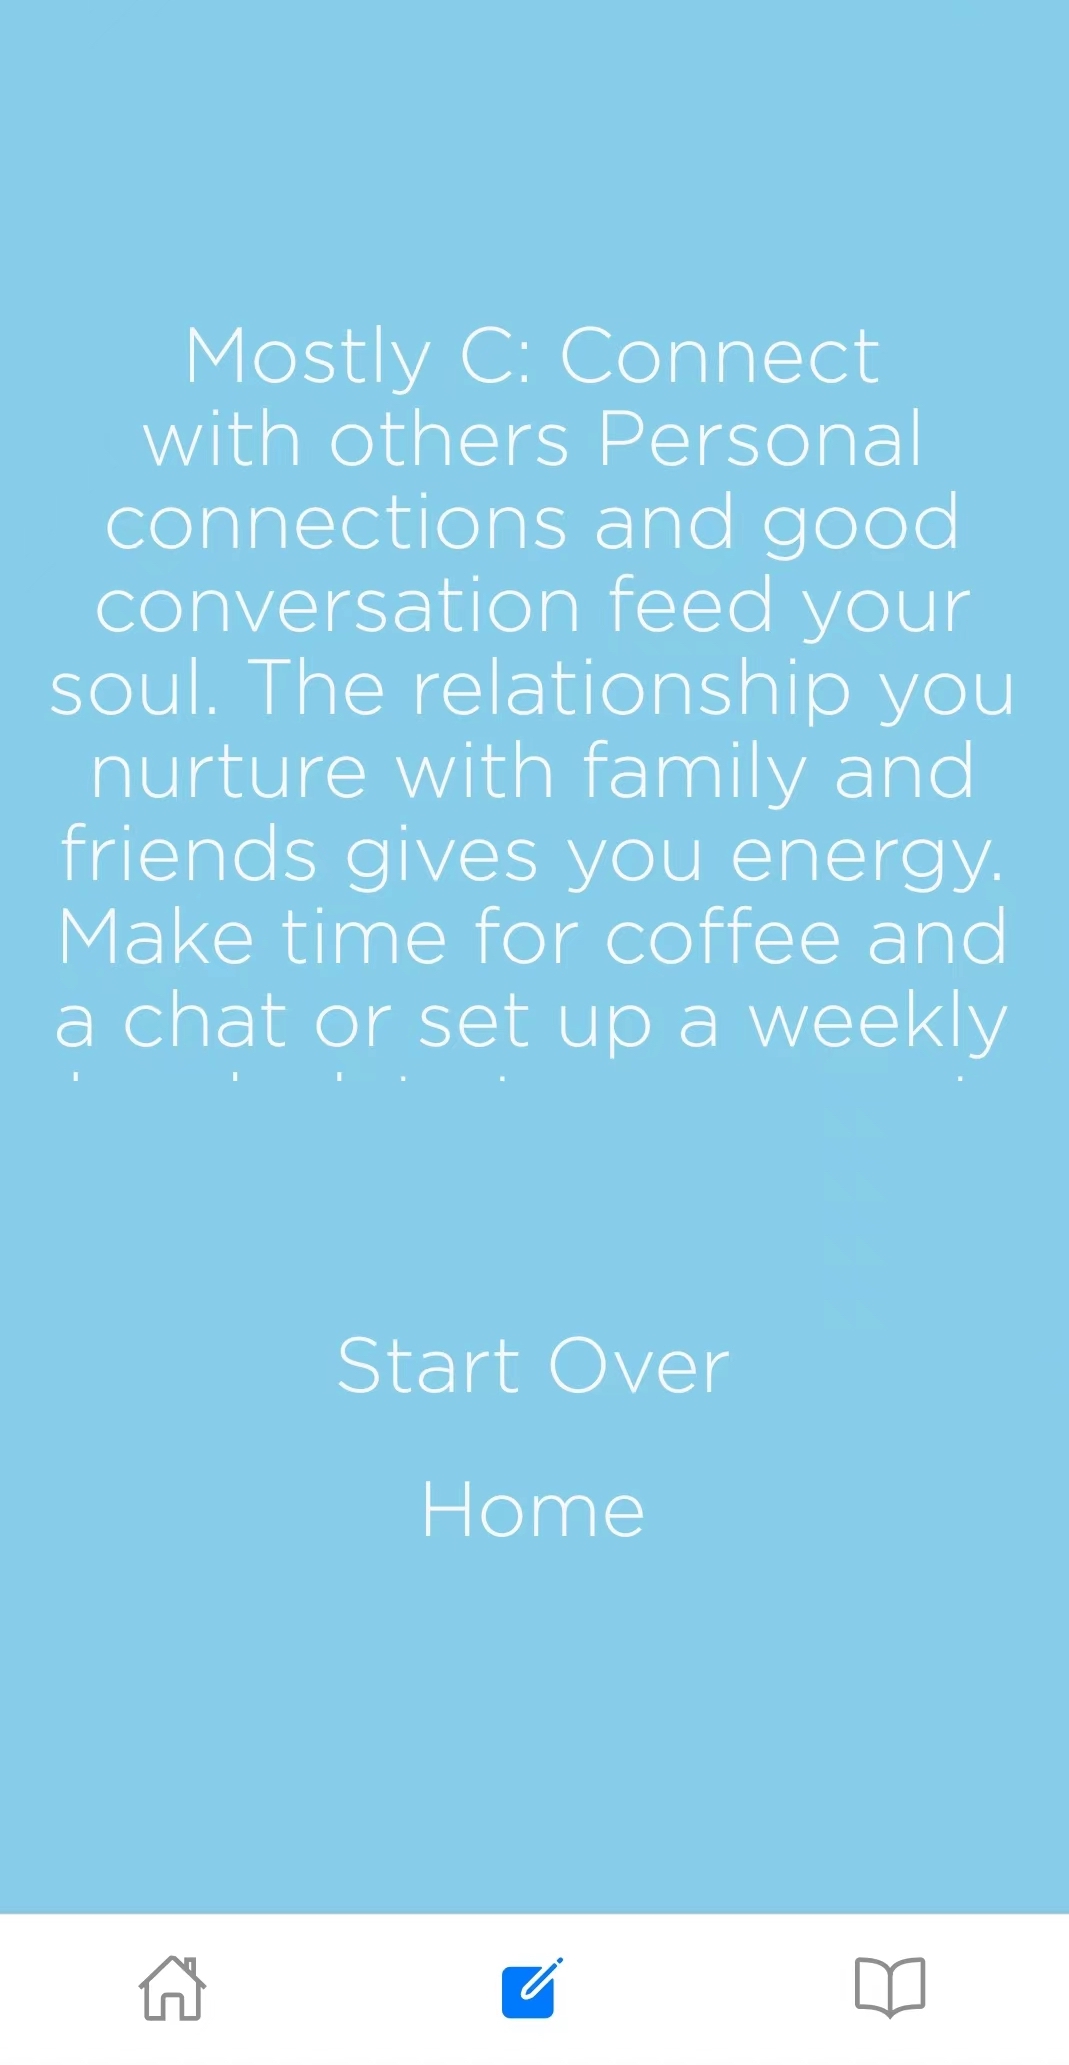 Mostly C: Connect
with others Personal
connections and good
conversation feed your
soul. The relationship you
nurture with family and
friends gives you energy.
Make time for coffee and
a chat or set up a weekly
Start Over
Home